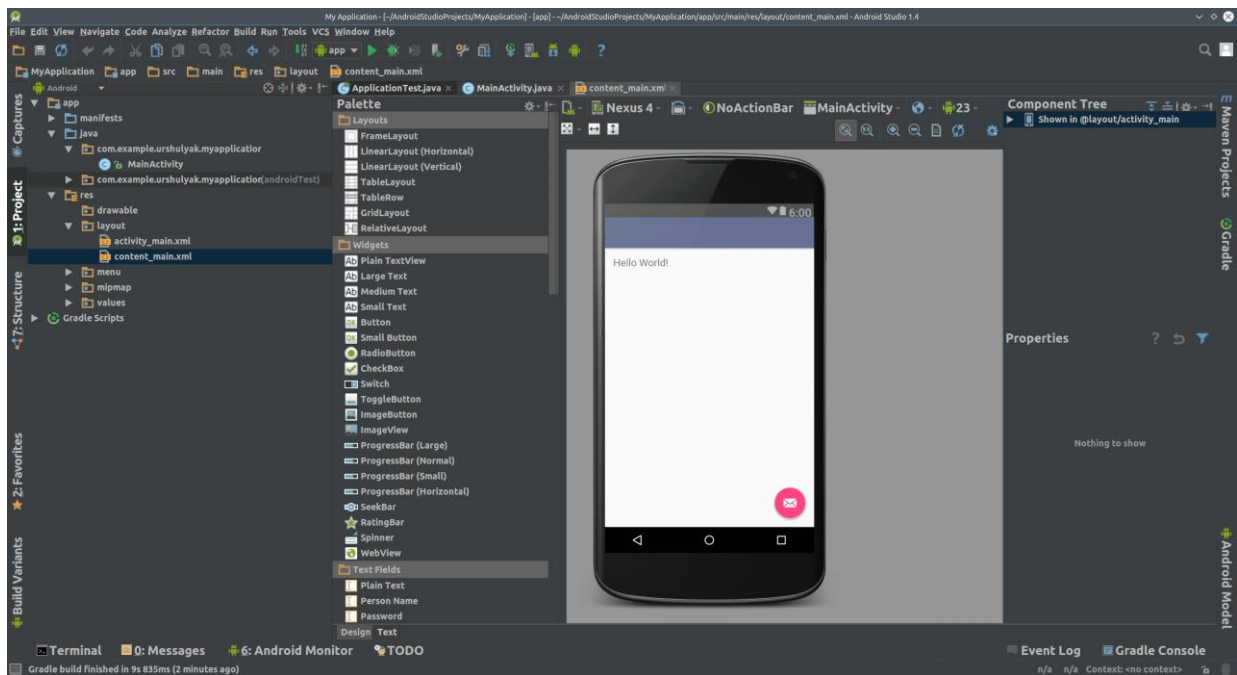 My Application - [~/AndroidStudioProjects/MyApplication] - [app] - ~/AndroidStudioProjects/MyApplication/app/src/main/res/layout/content_main.xml - Android Studio 1.4
File Edit View Navigate Code Analyze Refactor Build Run Tools VCS Window Help
app
MyApplication app src main res layout content_main.xml
Android
ApplicationTest.java MainActivity.java content_main.xml
app
manifests
java
com.example.urshulyak.myapplication
MainActivity
com.example.urshulyak.myapplication(androidTest)
res
drawable
layout
activity_main.xml
content_main.xml
menu
mipmap
values
Gradle Scripts
Captures
1: Project
7: Structure
2: Favorites
Build Variants
Palette
Layouts
FrameLayout
LinearLayout (Horizontal)
LinearLayout (Vertical)
TableLayout
TableRow
GridLayout
RelativeLayout
Widgets
Ab Plain TextView
Ab Large Text
Ab Medium Text
Ab Small Text
OK Button
OK Small Button
RadioButton
CheckBox
Switch
ToggleButton
ImageButton
ImageView
ProgressBar (Large)
ProgressBar (Normal)
ProgressBar (Small)
ProgressBar (Horizontal)
SeekBar
RatingBar
Spinner
WebView
Text Fields
Plain Text
Person Name
Password
Design Text
Nexus 4 NoActionBar MainActivity 23
6:00
Hello World!
Component Tree
Shown in @layout/activity_main
Properties
Nothing to show
Maven Projects
Gradle
Android Model
Terminal 0: Messages 6: Android Monitor TODO Event Log Gradle Console
Gradle build finished in 9s 835ms (2 minutes ago) n/a n/a Context: <no context>